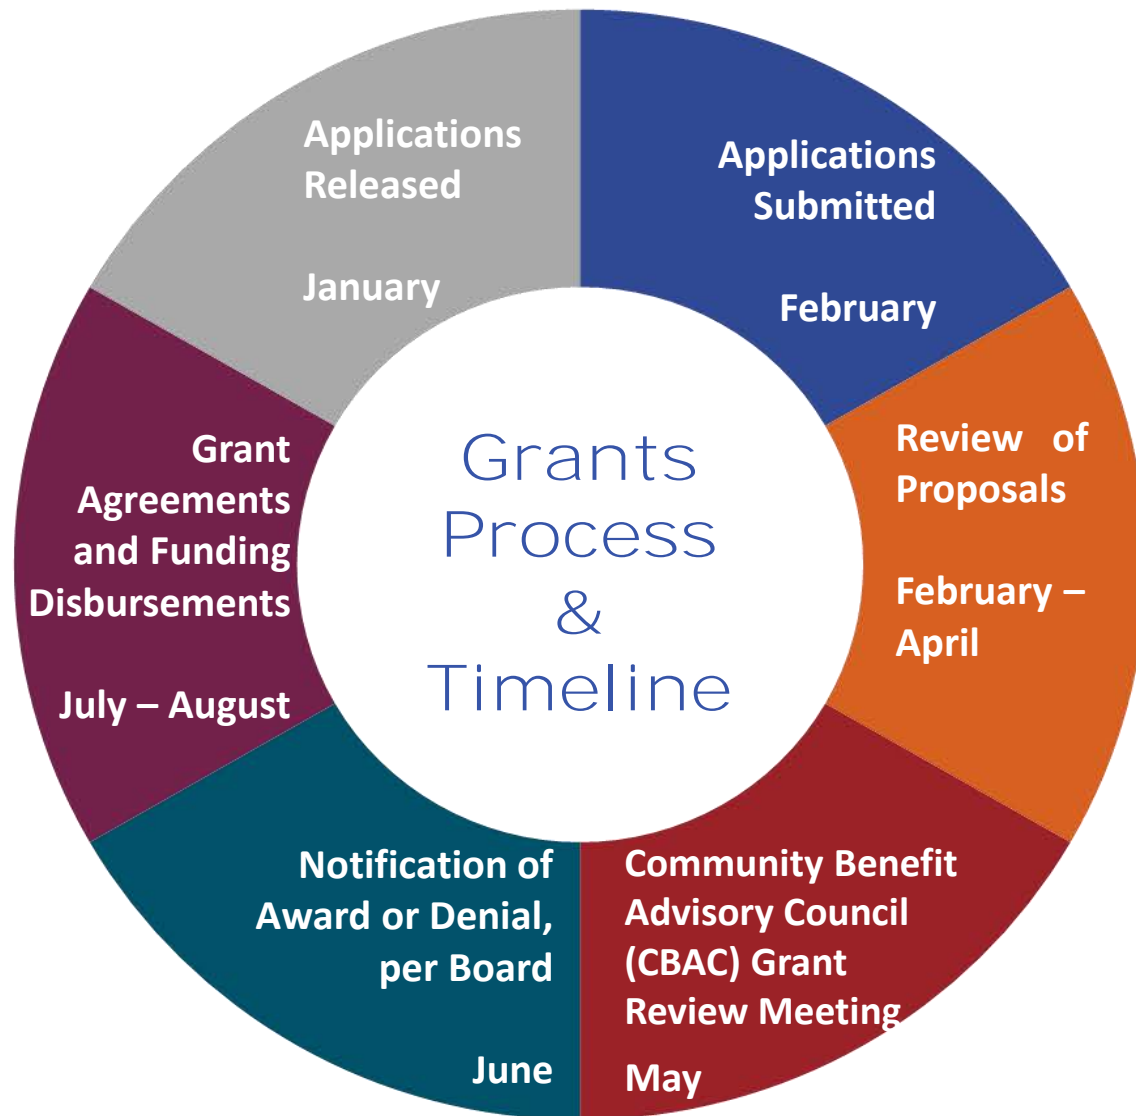 Applications
Released
January
Applications
Submitted
February
Review of
Proposals
February –
April
Community Benefit
Advisory Council
(CBAC) Grant
Review Meeting
May
Notification of
Award or Denial,
per Board
June
Grant
Agreements
and Funding
Disbursements
July – August
Grants
Process
&
Timeline